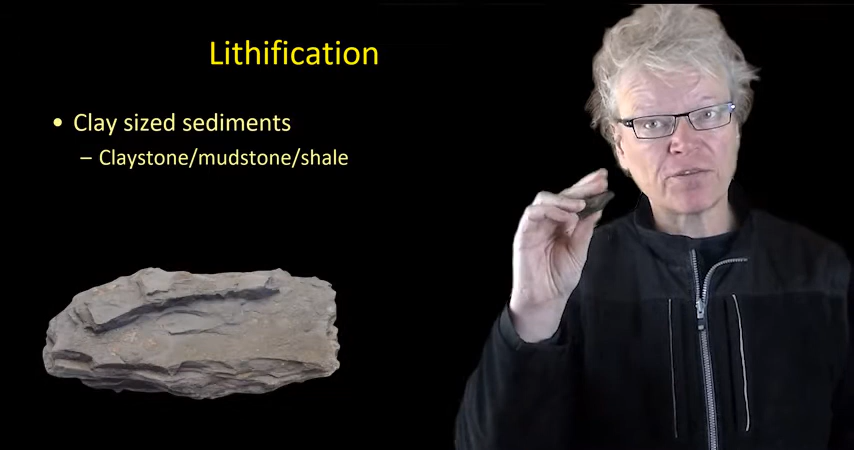 Lithification
• Clay sized sediments
– Claystone/mudstone/shale